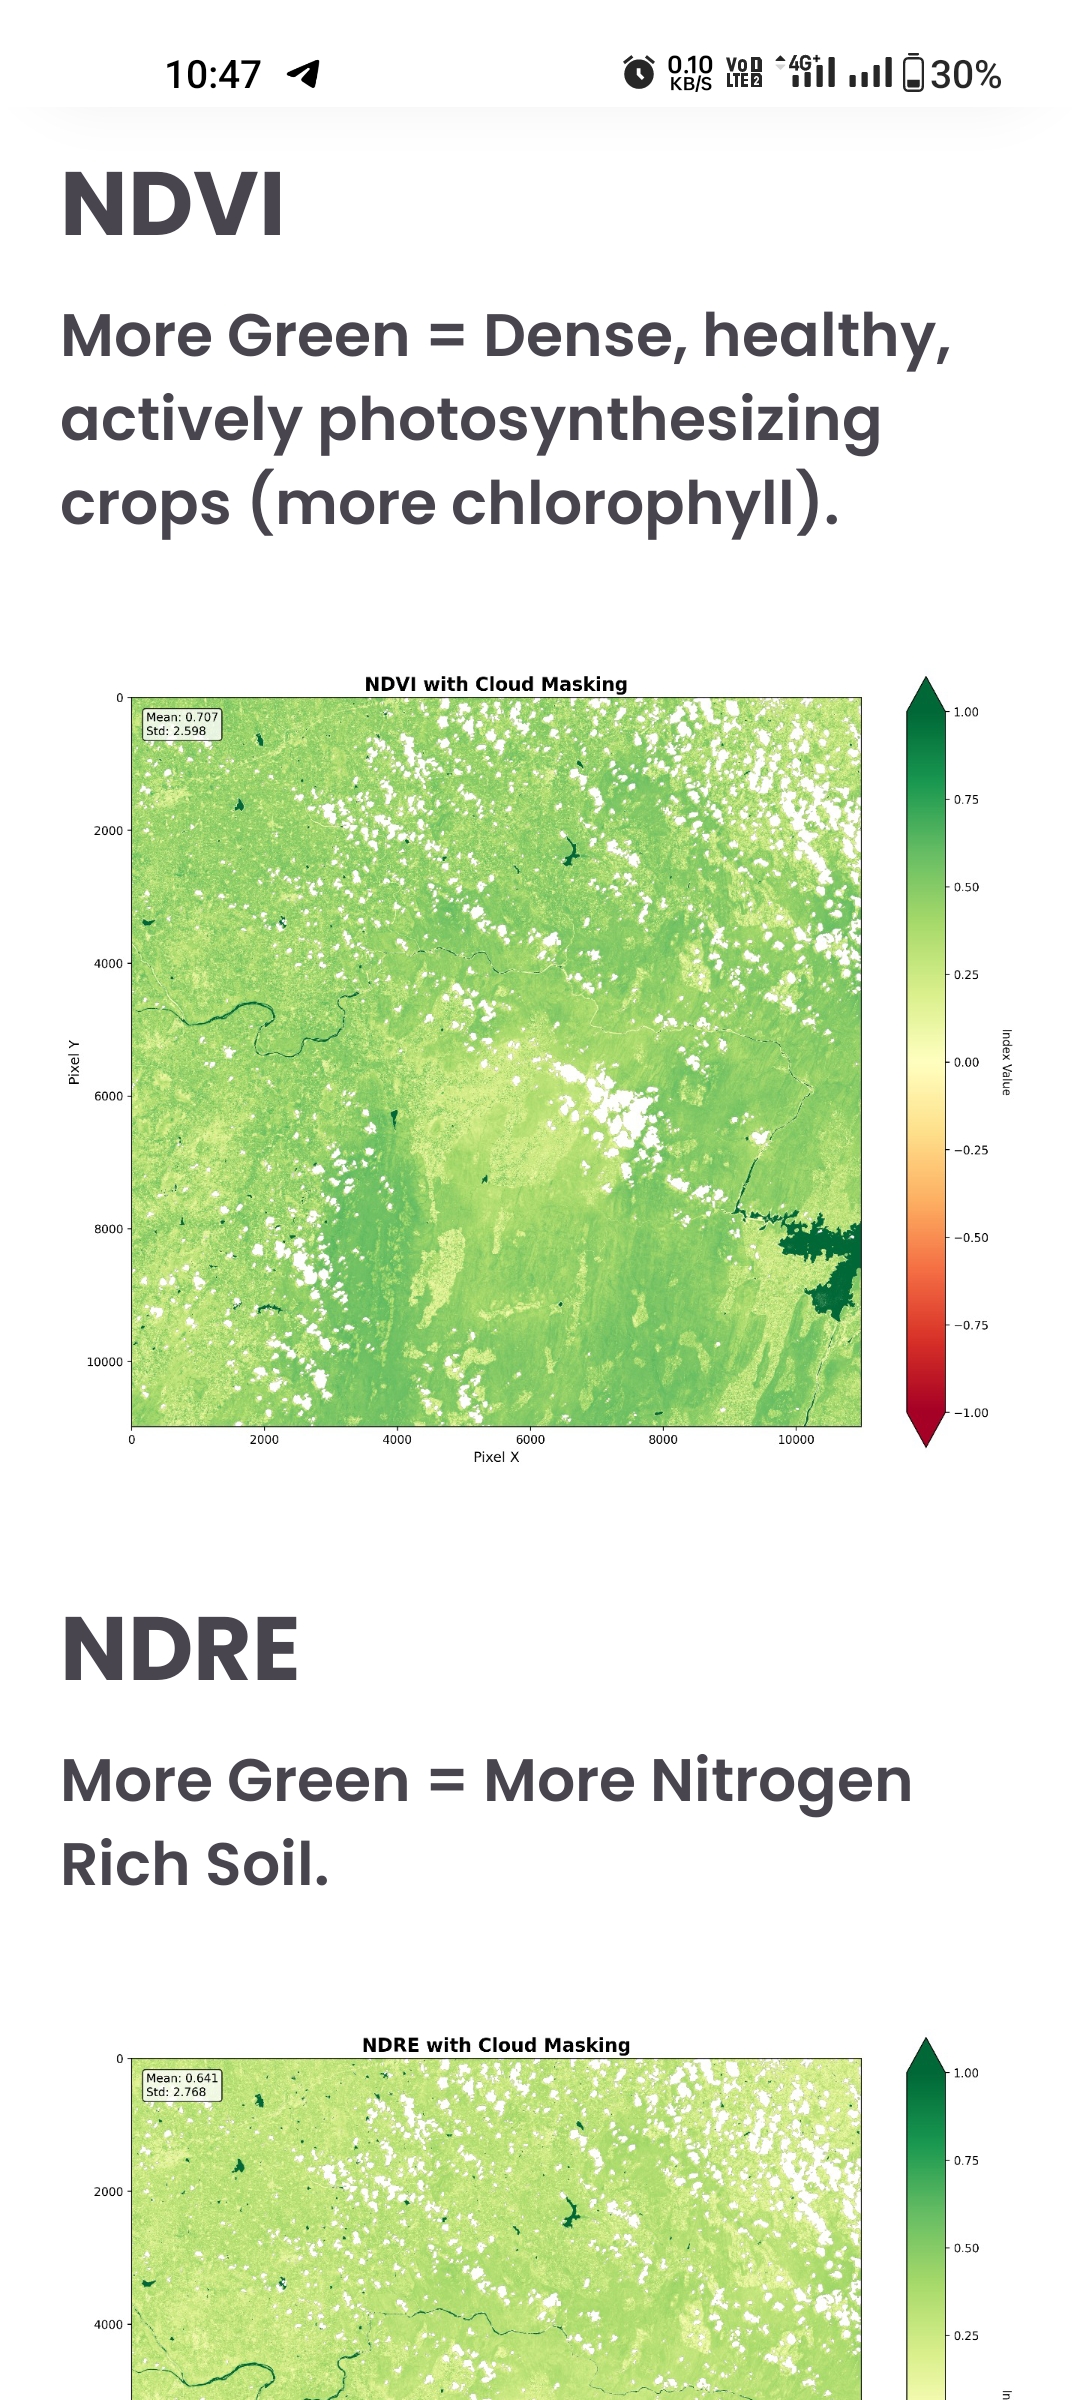 10:47
0.10
KB/S
Vo
LTE 2
4G+
30%
NDVI
More Green = Dense, healthy,
actively photosynthesizing
crops (more chlorophyll).
NDVI with Cloud Masking
Mean: 0.707
Std: 2.598
0
2000
4000
6000
8000
10000
Pixel Y
0 2000 4000 6000 8000 10000
Pixel X
1.00
0.75
0.50
0.25
0.00
−0.25
−0.50
−0.75
−1.00
Index Value
NDRE
More Green = More Nitrogen
Rich Soil.
NDRE with Cloud Masking
Mean: 0.641
Std: 2.768
0
2000
4000
1.00
0.75
0.50
0.25
In